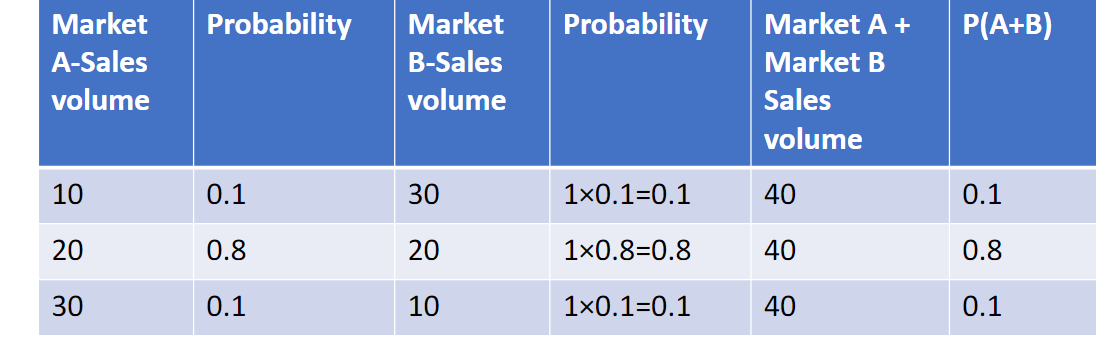 Market A-Sales volume | Probability | Market B-Sales volume | Probability | Market A + Market B Sales volume | P(A+B)
10 | 0.1 | 30 | 1×0.1=0.1 | 40 | 0.1
20 | 0.8 | 20 | 1×0.8=0.8 | 40 | 0.8
30 | 0.1 | 10 | 1×0.1=0.1 | 40 | 0.1